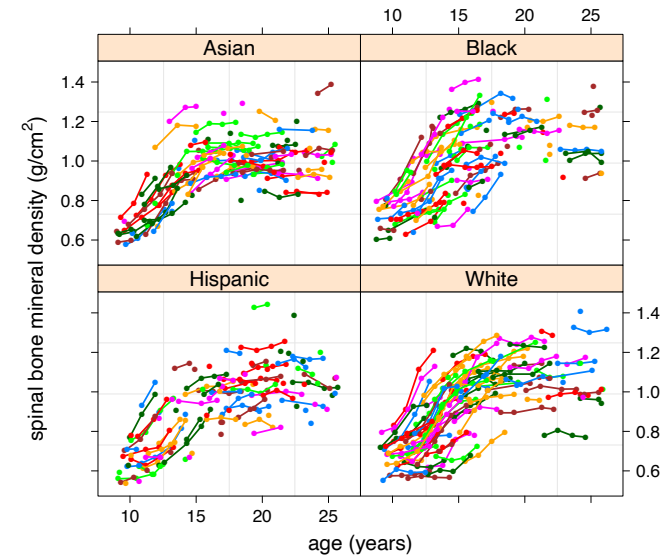 10 15 20 25
Asian Black
1.4
1.2
1.0
0.8
0.6
Hispanic White
1.4
1.2
1.0
0.8
0.6
10 15 20 25
age (years)
spinal bone mineral density (g/cm²)